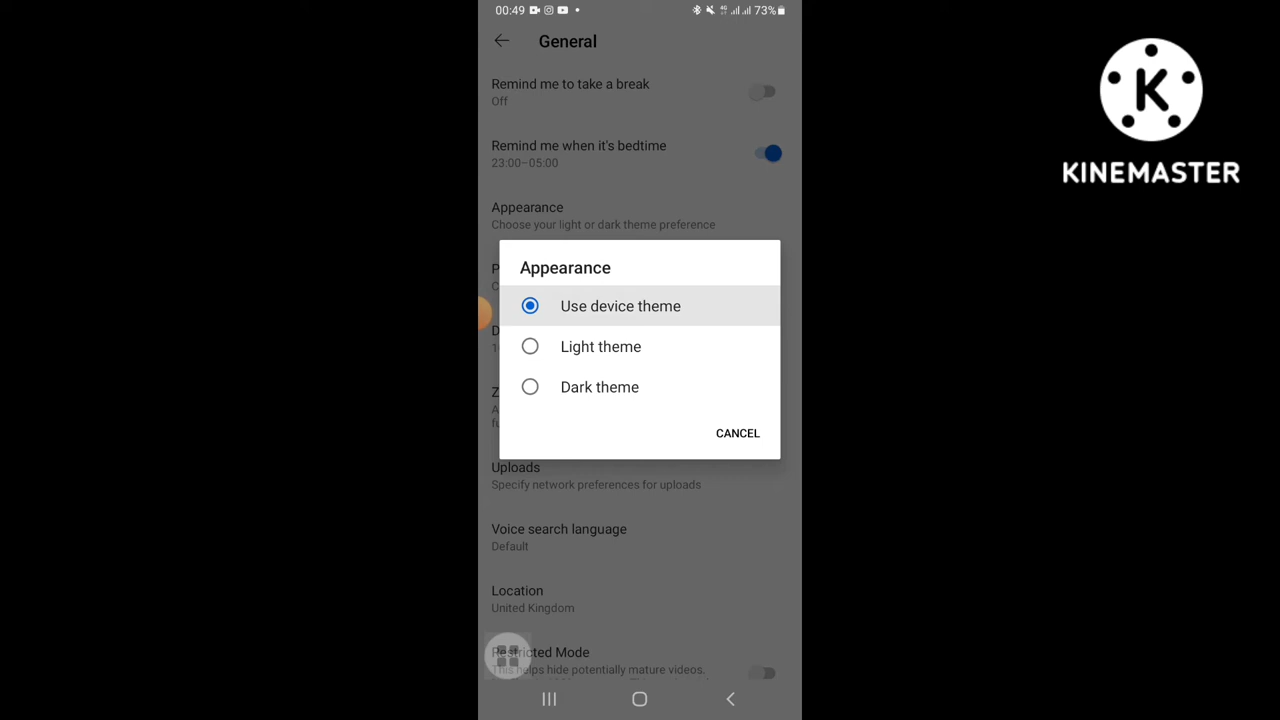 00:49
4G
73%
General
Remind me to take a break
Off
Remind me when it's bedtime
23:00–05:00
Appearance
Choose your light or dark theme preference
P
C
D
1
Z
A
fu
Appearance
Use device theme
Light theme
Dark theme
CANCEL
Uploads
Specify network preferences for uploads
Voice search language
Default
Location
United Kingdom
Restricted Mode
This helps hide potentially mature videos.
K
KINEMASTER